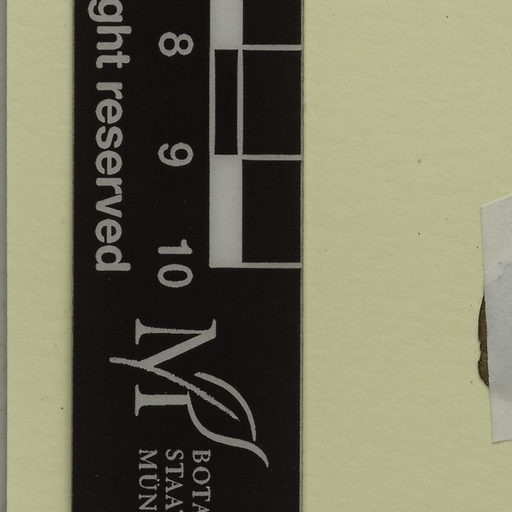 ght reserved
8
9
10
M
BOTA
STAA
MÜN